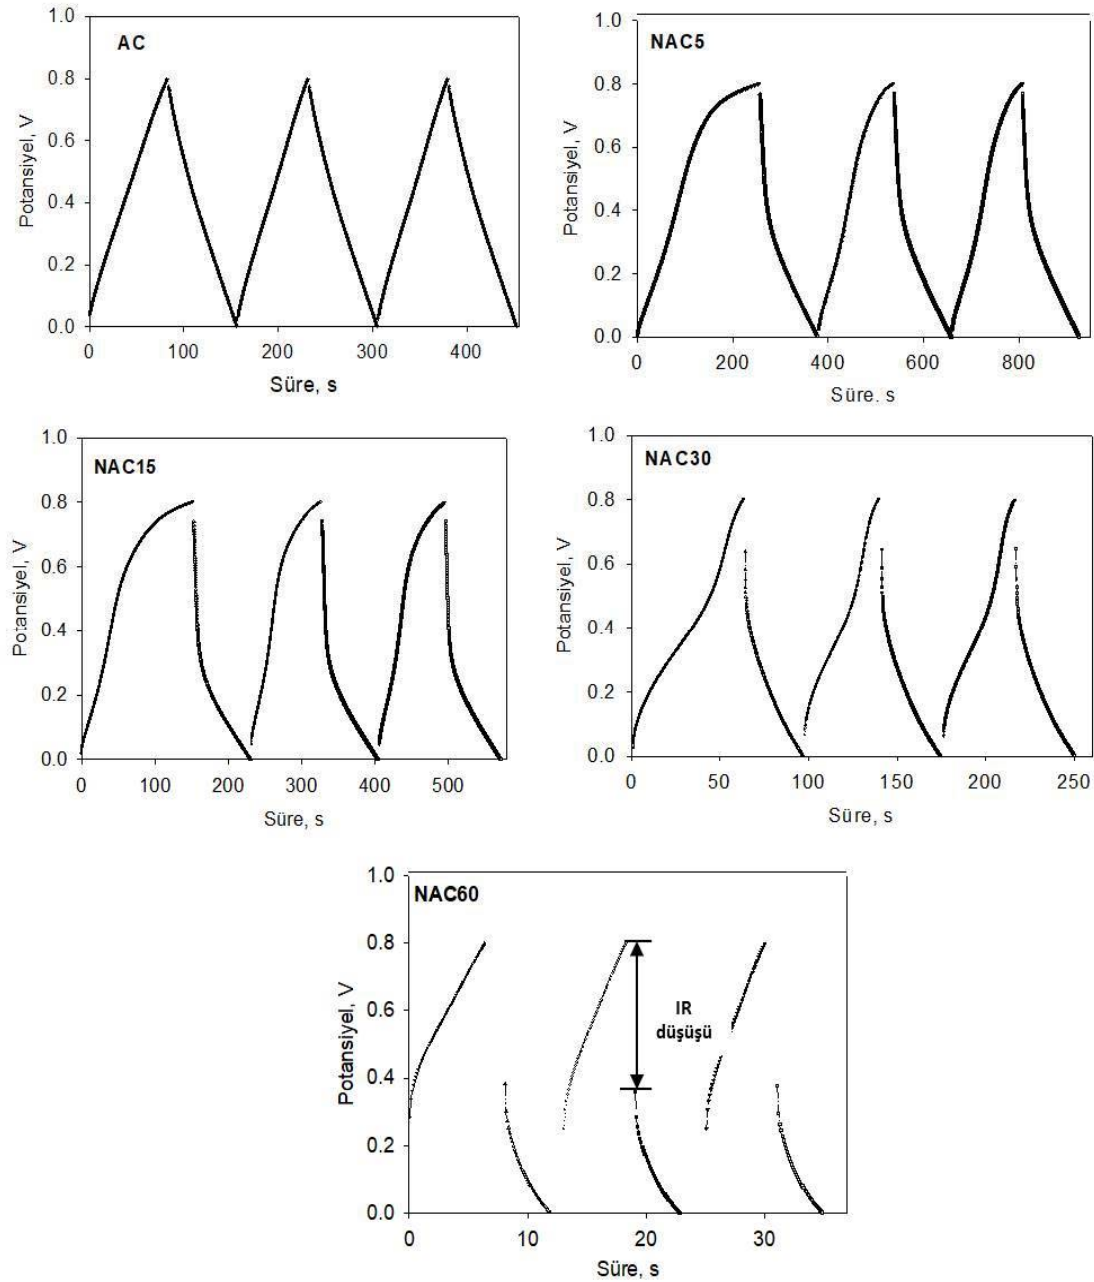 AC
1.0
0.8
0.6
0.4
0.2
0.0
Potansiyel, V
0 100 200 300 400
Süre, s
NAC5
1.0
0.8
0.6
0.4
0.2
0.0
Potansiyel, V
0 200 400 600 800
Süre. s
NAC15
1.0
0.8
0.6
0.4
0.2
0.0
Potansiyel, V
0 100 200 300 400 500
Süre, s
NAC30
1.0
0.8
0.6
0.4
0.2
0.0
Potansiyel, V
0 50 100 150 200 250
Süre, s
NAC60
1.0
0.8
0.6
0.4
0.2
0.0
Potansiyel, V
IR
düşüşü
0 10 20 30
Süre, s